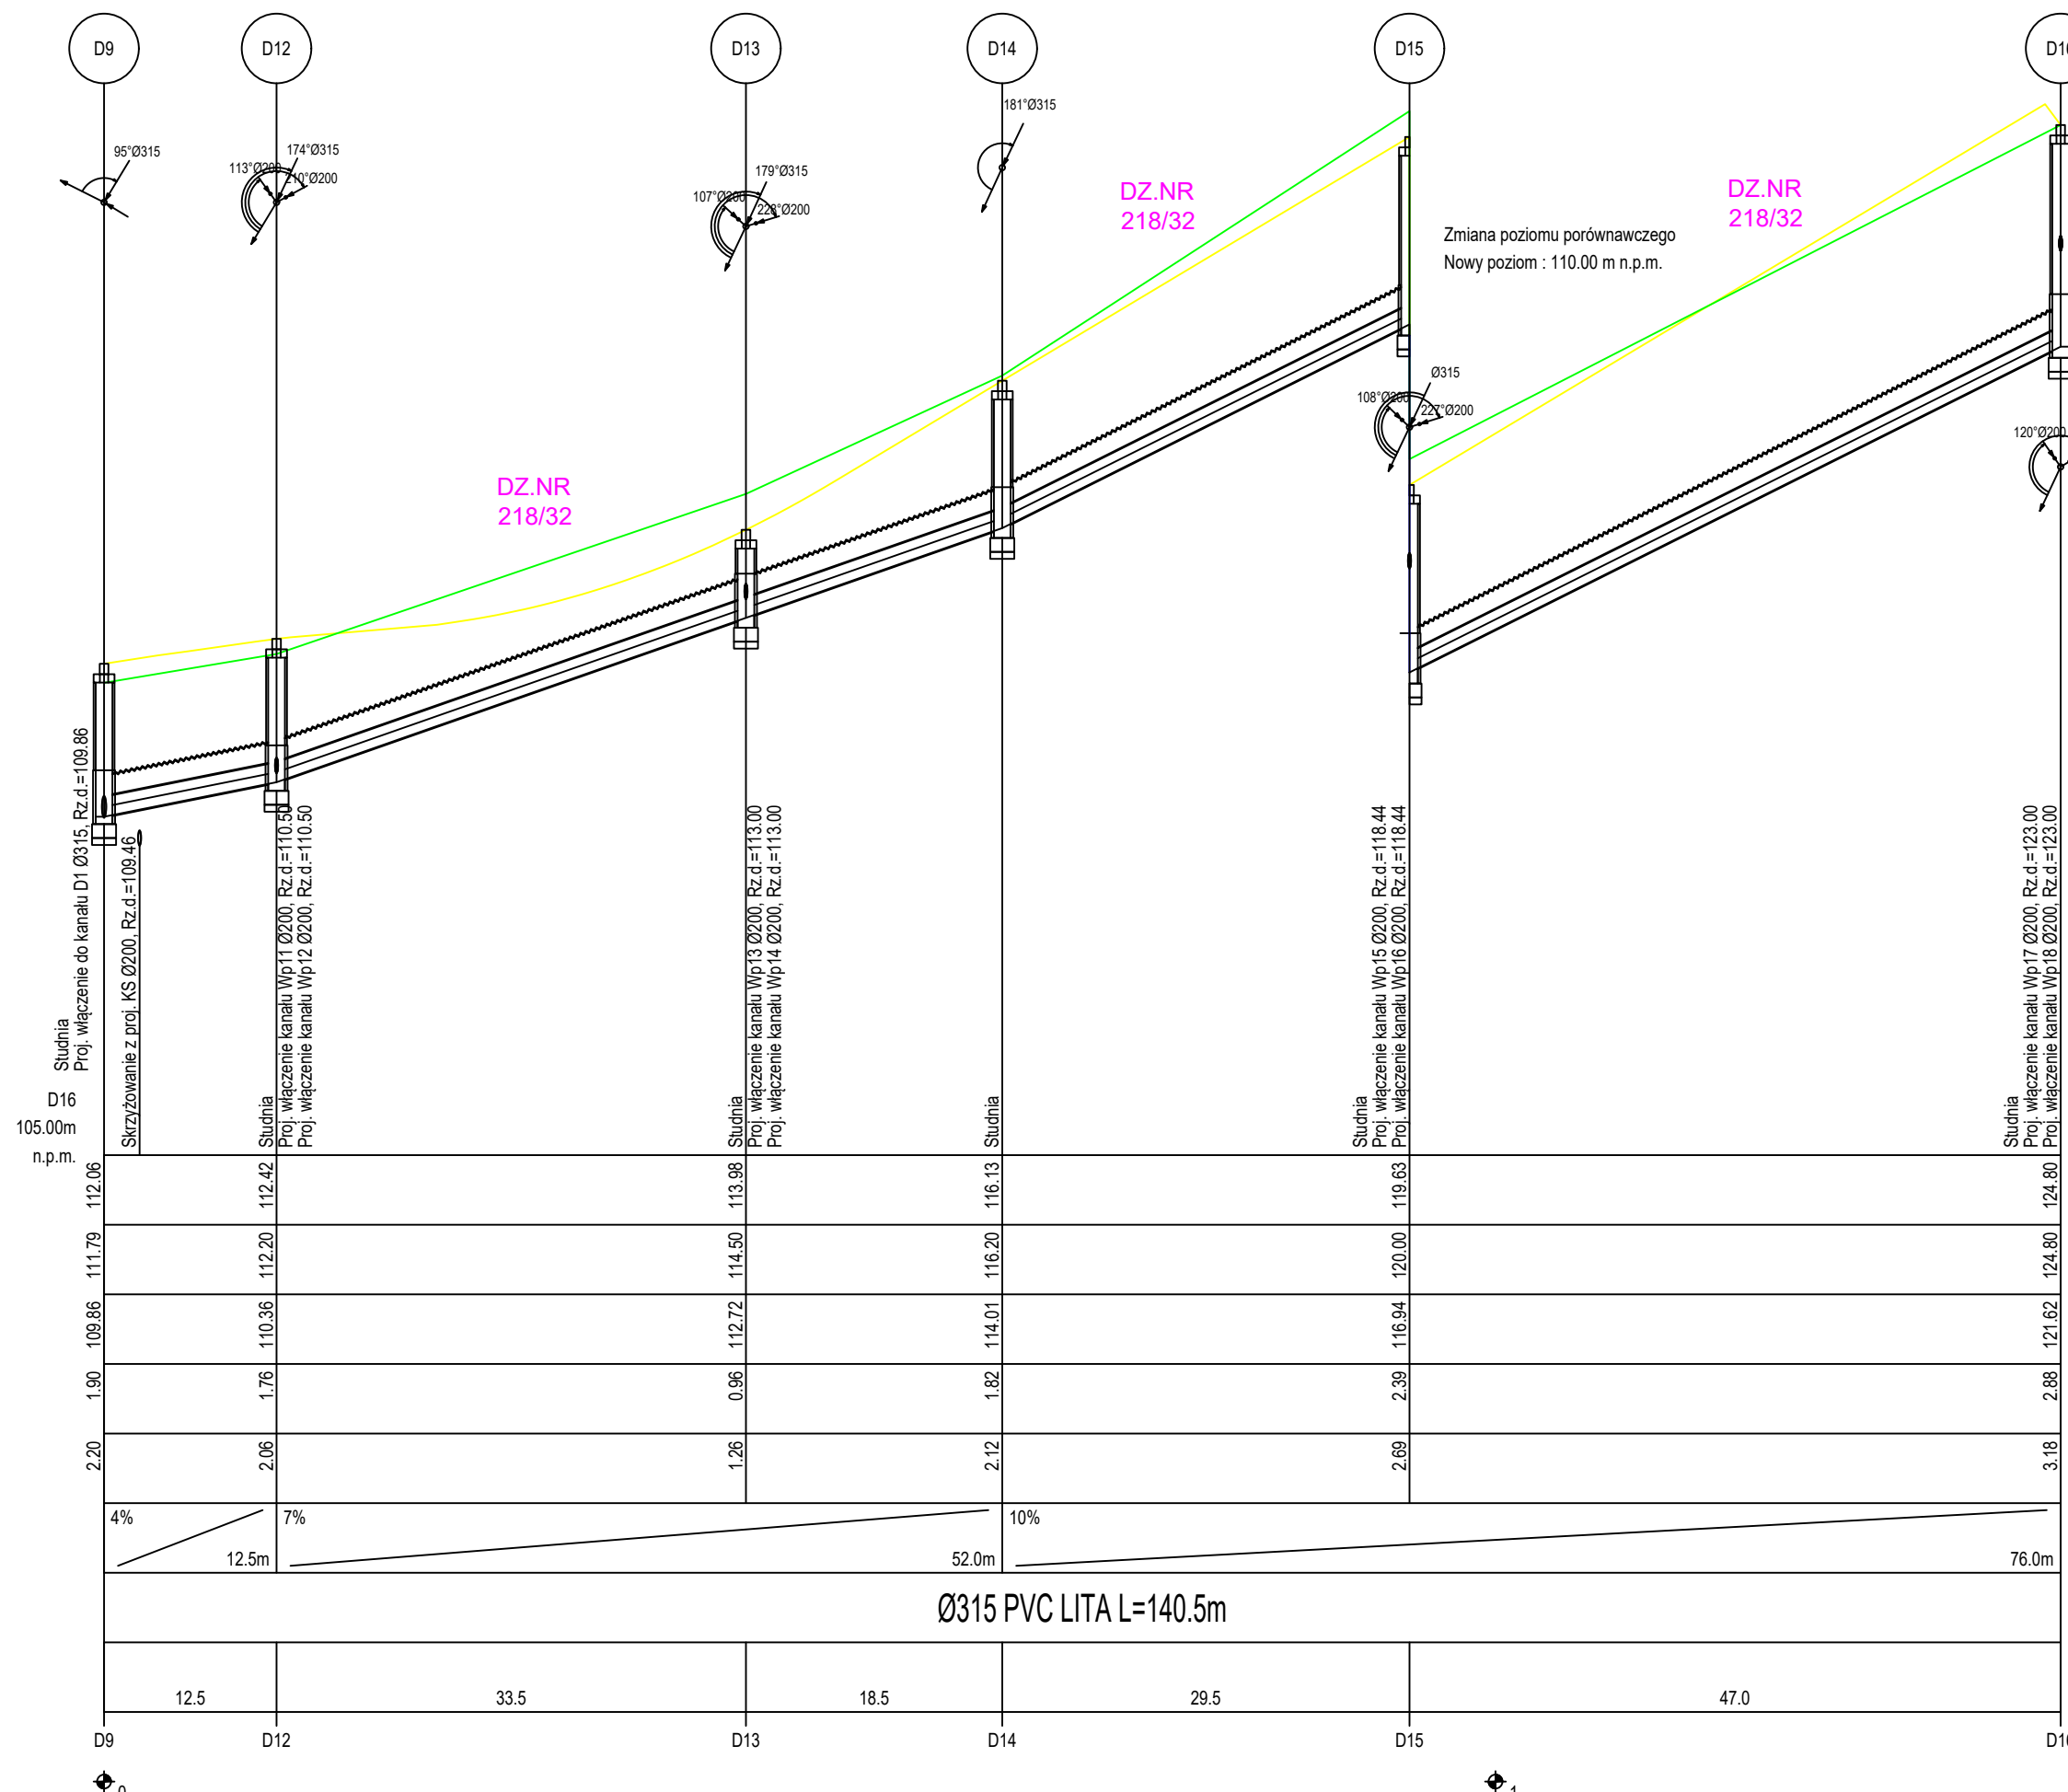 D9
D12
D13
D14
D15
95°Ø315
113°Ø200
174°Ø315
210°Ø200
107°Ø200
179°Ø315
228°Ø200
181°Ø315
DZ.NR
218/32
DZ.NR
218/32
Zmiana poziomu porównawczego
Nowy poziom : 110.00 m n.p.m.
Ø315
108°Ø200
227°Ø200
120°Ø200
DZ.NR
218/32
Studnia
Proj. włączenie do kanału D1 Ø315, Rz.d.=109.86
Skrzyżowanie z proj. KS Ø200, Rz.d.=109.46
Studnia
Proj. włączenie kanału Wp11 Ø200, Rz.d.=110.50
Proj. włączenie kanału Wp12 Ø200, Rz.d.=110.50
Studnia
Proj. włączenie kanału Wp13 Ø200, Rz.d.=113.00
Proj. włączenie kanału Wp14 Ø200, Rz.d.=113.00
Studnia
Studnia
Proj. włączenie kanału Wp15 Ø200, Rz.d.=118.44
Proj. włączenie kanału Wp16 Ø200, Rz.d.=118.44
Studnia
Proj. włączenie kanału Wp17 Ø200, Rz.d.=123.00
Proj. włączenie kanału Wp18 Ø200, Rz.d.=123.00
D16
105.00m
n.p.m.
112.06 112.42 113.98 116.13 119.63 124.80
111.79 112.20 114.50 116.20 120.00 124.80
109.86 110.36 112.72 114.01 116.94 121.62
1.90 1.76 0.96 1.82 2.39 2.88
2.20 2.06 1.26 2.12 2.69 3.18
4% 7% 10%
12.5m 52.0m 76.0m
Ø315 PVC LITA L=140.5m
12.5 33.5 18.5 29.5 47.0
D9 D12 D13 D14 D15